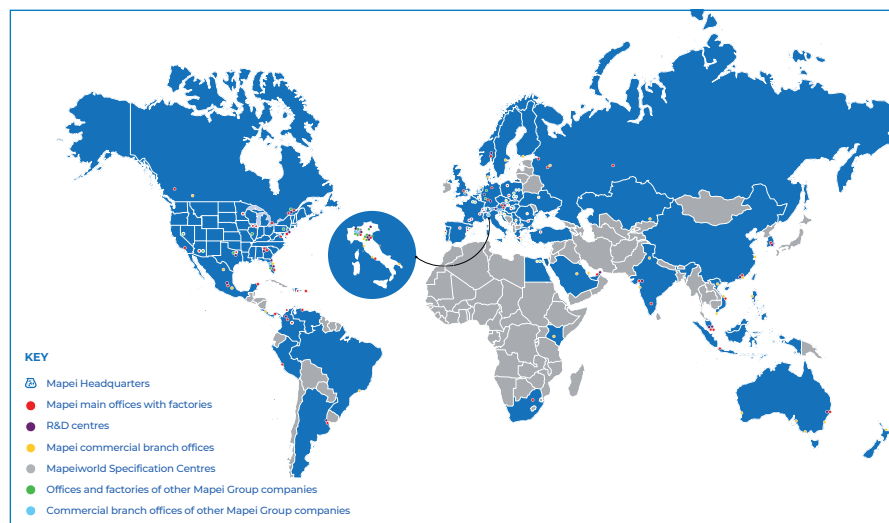 KEY
Mapei Headquarters
Mapei main offices with factories
R&D centres
Mapei commercial branch offices
Mapeiworld Specification Centres
Offices and factories of other Mapei Group companies
Commercial branch offices of other Mapei Group companies